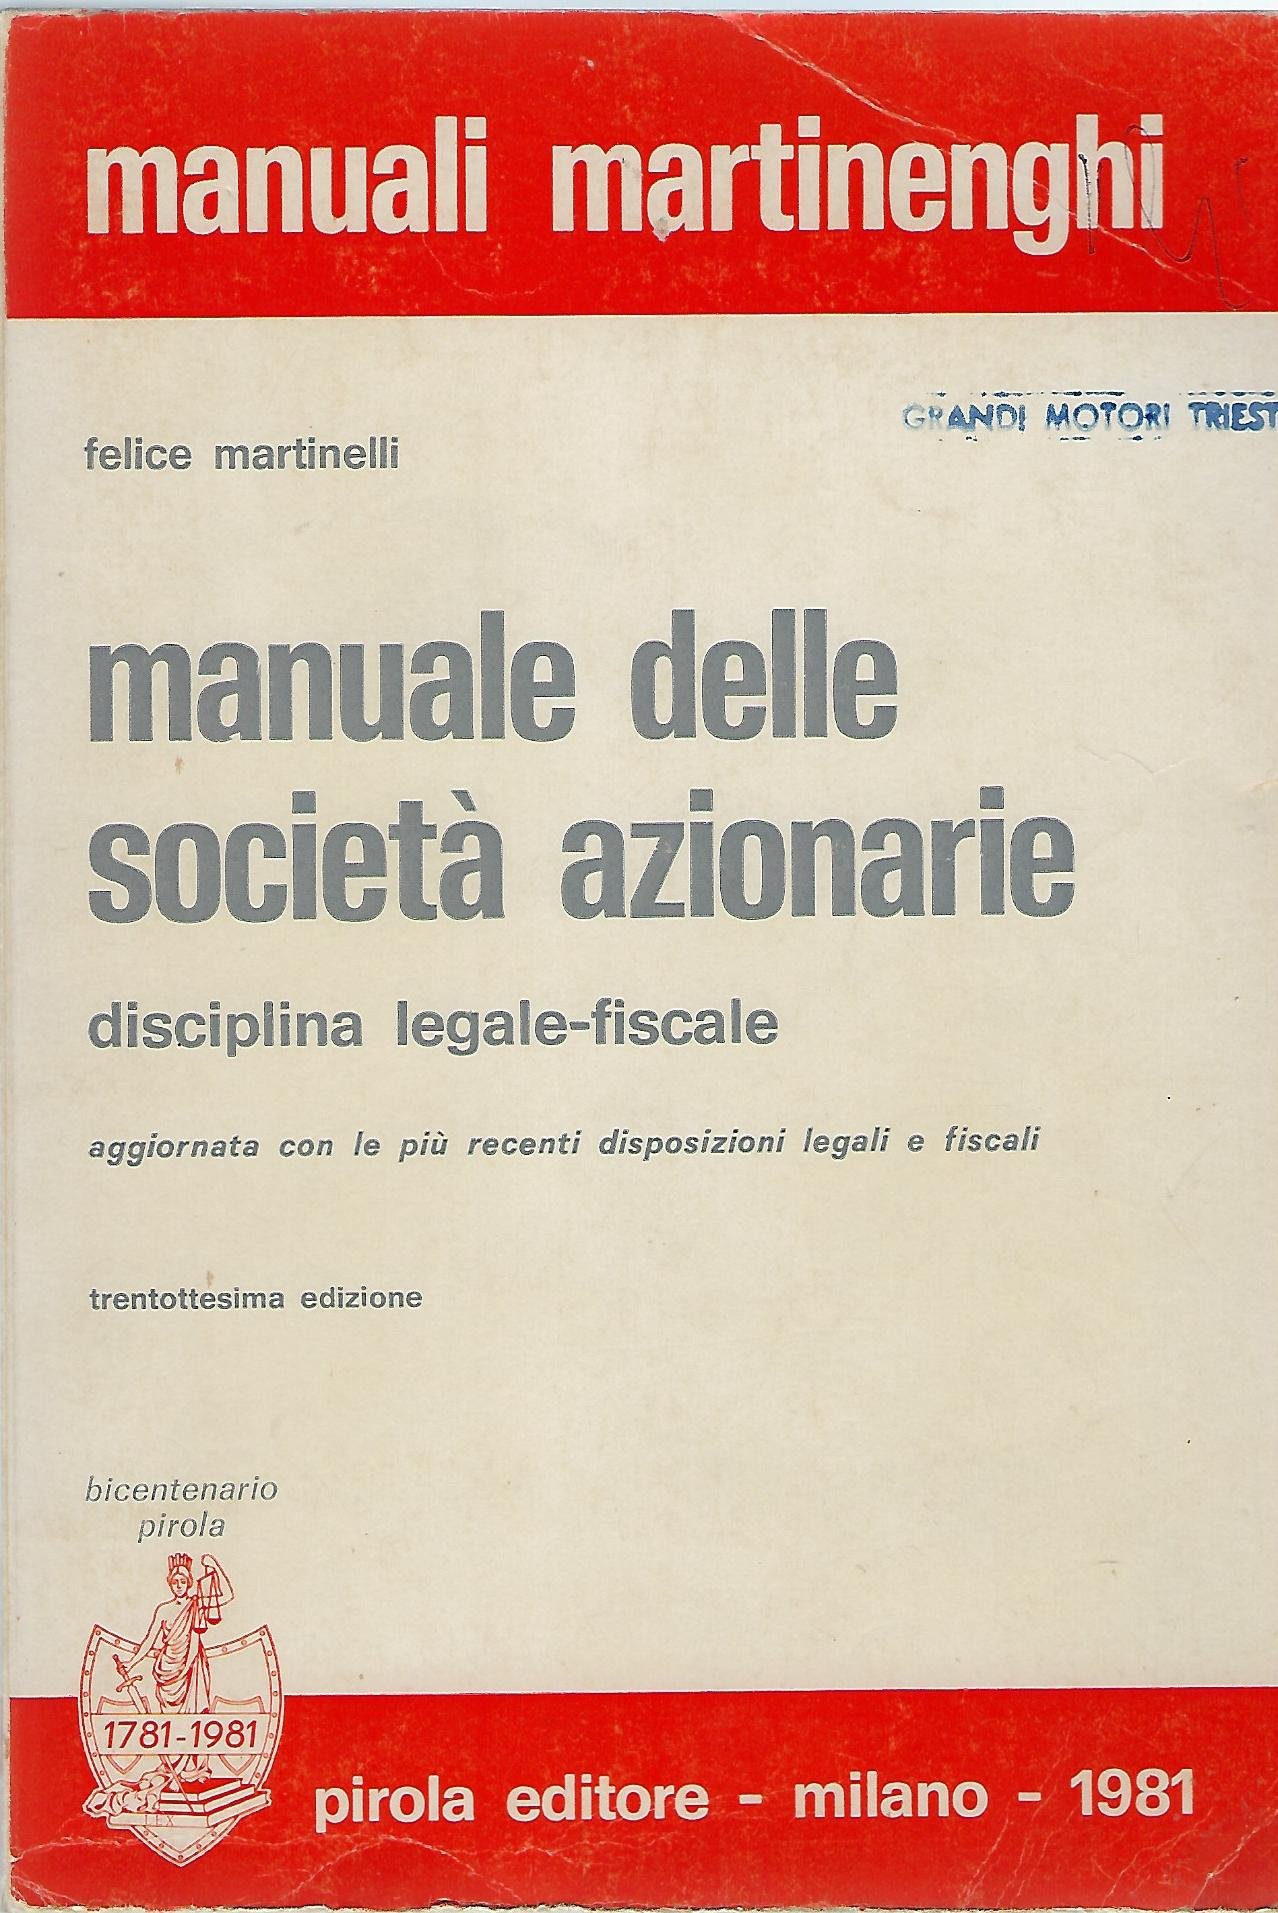 manuali martinenghi
GRANDI MOTORI TRIEST
felice martinelli
manuale delle
società azionarie
disciplina legale-fiscale
aggiornata con le più recenti disposizioni legali e fiscali
trentottesima edizione
bicentenario
pirola
1781-1981
LEX
pirola editore - milano - 1981